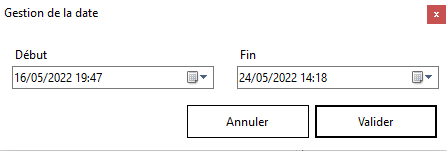 Gestion de la date
x
Début Fin
16/05/2022 19:47 24/05/2022 14:18
Annuler Valider